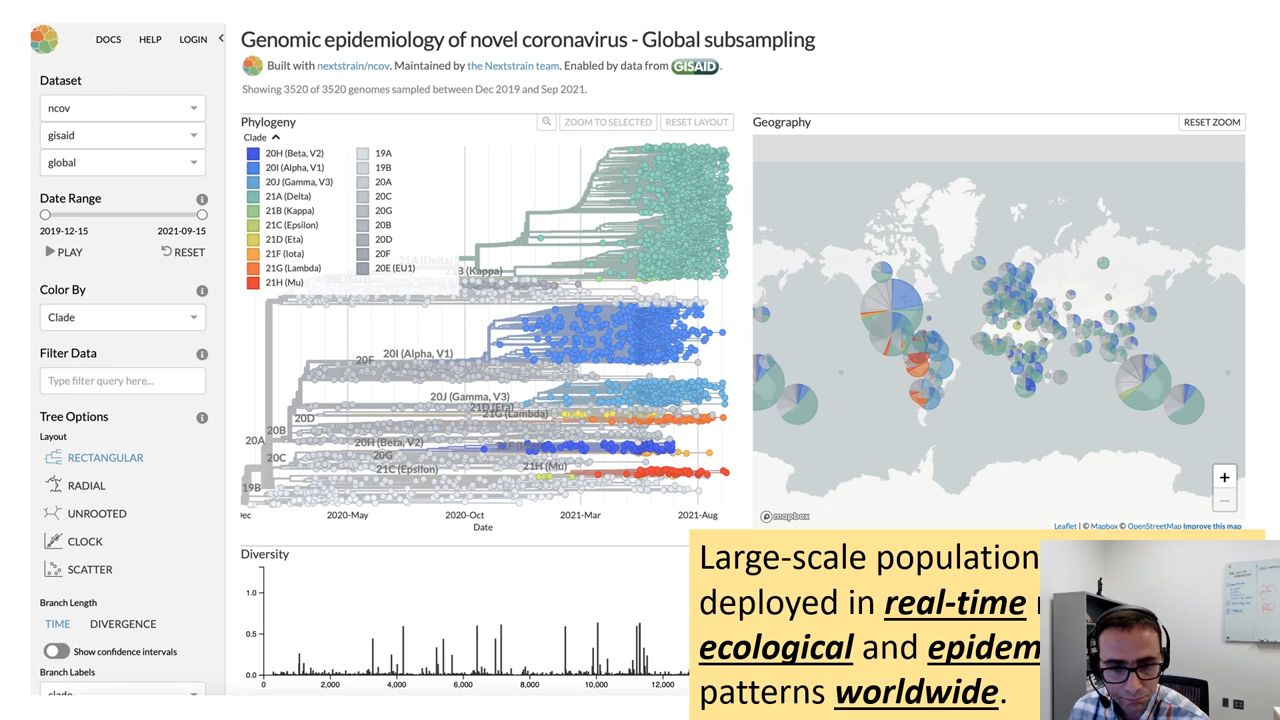 DOCS HELP LOGIN
Genomic epidemiology of novel coronavirus - Global subsampling
Built with nextstrain/ncov. Maintained by the Nextstrain team. Enabled by data from GISAID.
Showing 3520 of 3520 genomes sampled between Dec 2019 and Sep 2021.
Dataset
ncov
gisaid
global
Date Range
2019-12-15 2021-09-15
PLAY RESET
Color By
Clade
Filter Data
Type filter query here...
Tree Options
Layout
RECTANGULAR
RADIAL
UNROOTED
CLOCK
SCATTER
Branch Length
TIME DIVERGENCE
Show confidence intervals
Branch Labels
clade
Phylogeny
ZOOM TO SELECTED RESET LAYOUT
Clade
20H (Beta, V2) 19A
20I (Alpha, V1) 19B
20J (Gamma, V3) 20A
21A (Delta) 20C
21B (Kappa) 20G
21C (Epsilon) 20B
21D (Eta) 20D
21F (Iota) 20F
21G (Lambda) 20E (EU1)
21H (Mu)
21A (Delta)
3 (Kappa)
20I (Alpha, V1)
20F
20J (Gamma, V3)
21D (Eta)
21G (Lambda)
20D
20B
20A
20H (Beta, V2)
20C
20G
21C (Epsilon)
21H (Mu)
19B
2020-May 2020-Oct 2021-Mar 2021-Aug
Date
Geography
RESET ZOOM
+
−
mapbox
Leaflet | © Mapbox © OpenStreetMap Improve this map
Diversity
1.0
0.5
0.0
0 2,000 4,000 6,000 8,000 10,000 12,000
Large-scale population
deployed in real-time
ecological and epidem
patterns worldwide.